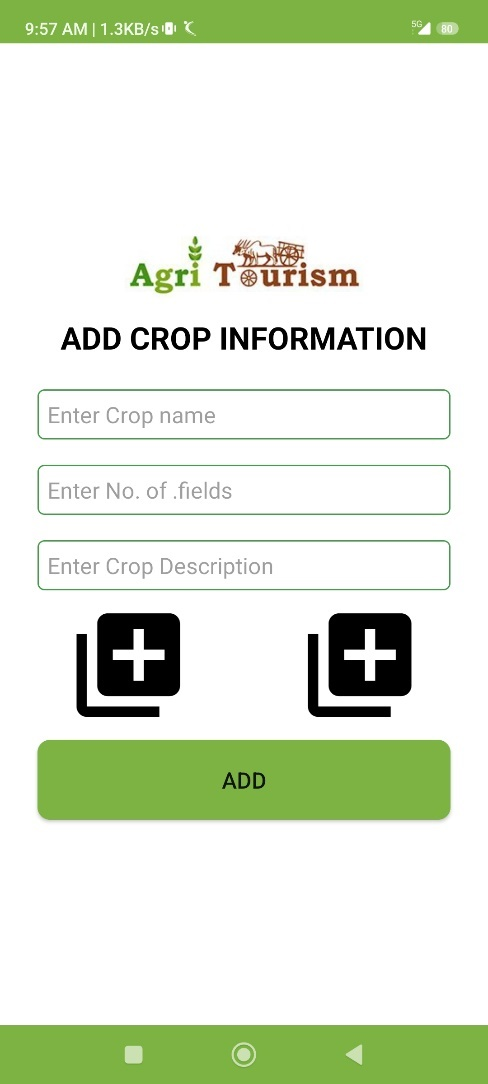 9:57 AM | 1.3KB/s
5G
80
Agri Tourism
ADD CROP INFORMATION
Enter Crop name
Enter No. of .fields
Enter Crop Description
ADD